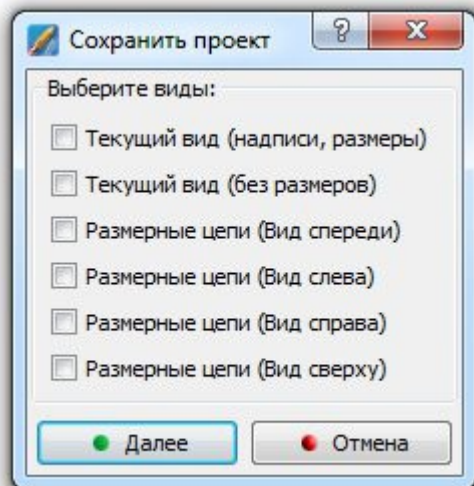 Сохранить проект
Выберите виды:
Текущий вид (надписи, размеры)
Текущий вид (без размеров)
Размерные цепи (Вид спереди)
Размерные цепи (Вид слева)
Размерные цепи (Вид справа)
Размерные цепи (Вид сверху)
Далее Отмена